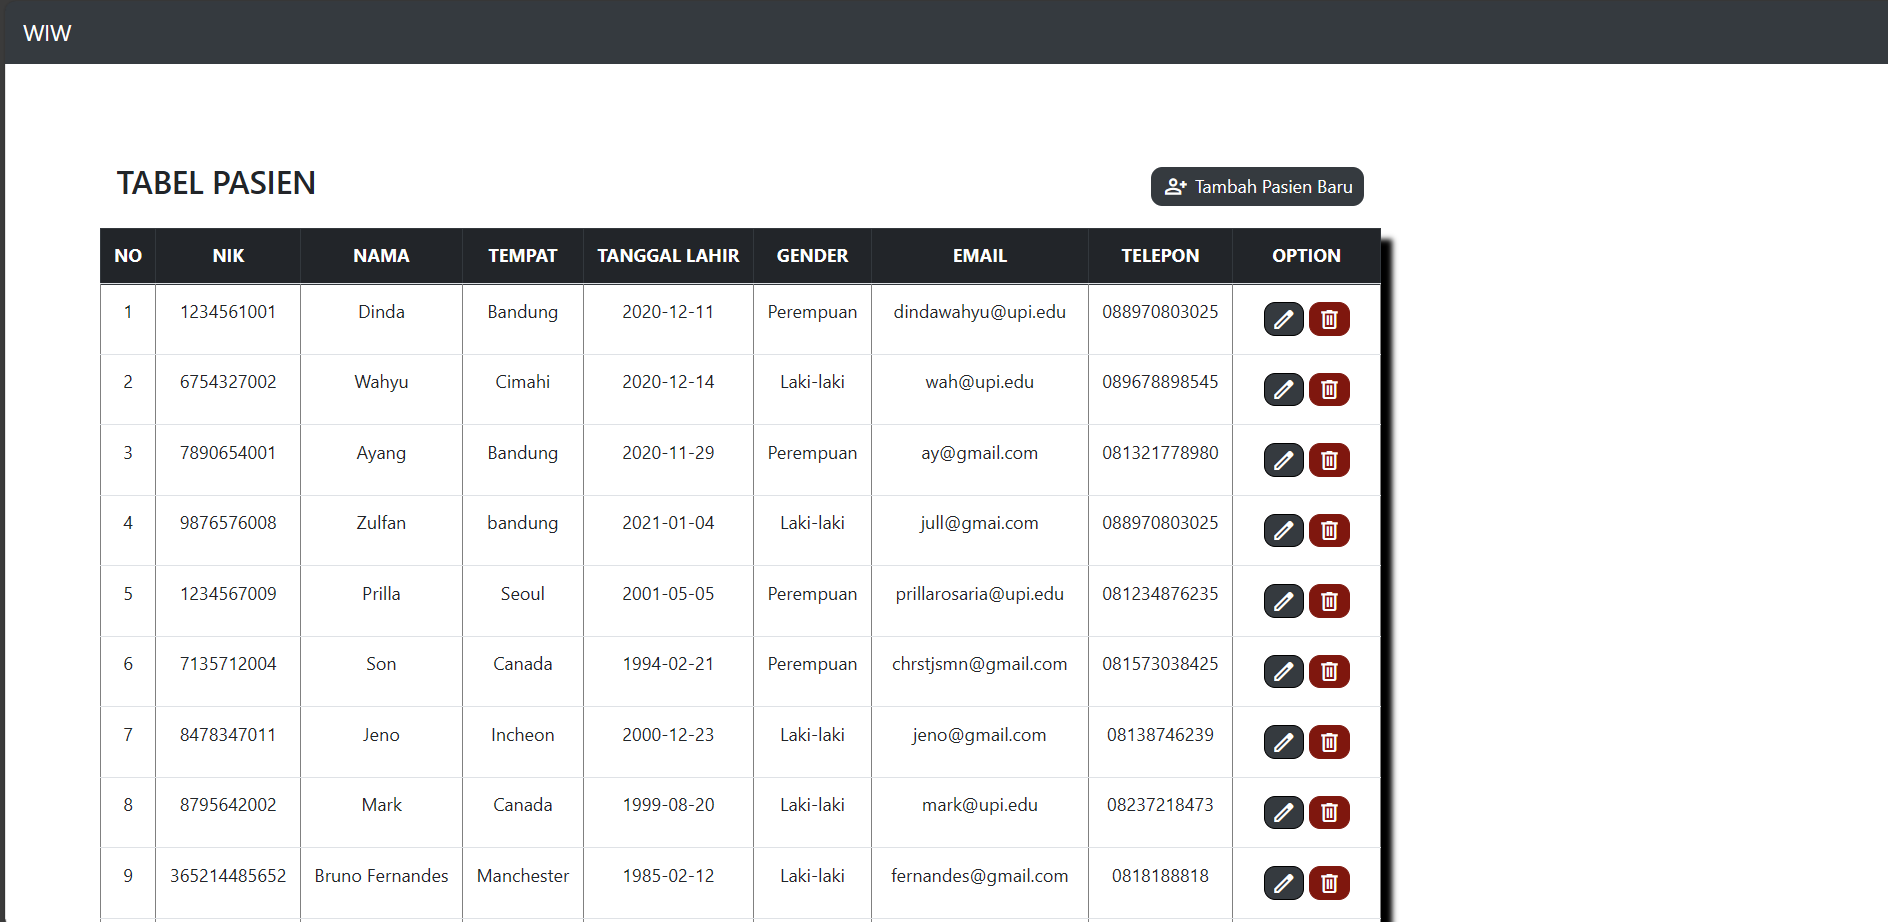 WIW
TABEL PASIEN
Tambah Pasien Baru
NO NIK NAMA TEMPAT TANGGAL LAHIR GENDER EMAIL TELEPON OPTION
1 1234561001 Dinda Bandung 2020-12-11 Perempuan dindawahyu@upi.edu 088970803025
2 6754327002 Wahyu Cimahi 2020-12-14 Laki-laki wah@upi.edu 089678898545
3 7890654001 Ayang Bandung 2020-11-29 Perempuan ay@gmail.com 081321778980
4 9876576008 Zulfan bandung 2021-01-04 Laki-laki jull@gmai.com 088970803025
5 1234567009 Prilla Seoul 2001-05-05 Perempuan prillarosaria@upi.edu 081234876235
6 7135712004 Son Canada 1994-02-21 Perempuan chrstjsmn@gmail.com 081573038425
7 8478347011 Jeno Incheon 2000-12-23 Laki-laki jeno@gmail.com 08138746239
8 8795642002 Mark Canada 1999-08-20 Laki-laki mark@upi.edu 08237218473
9 365214485652 Bruno Fernandes Manchester 1985-02-12 Laki-laki fernandes@gmail.com 0818188818